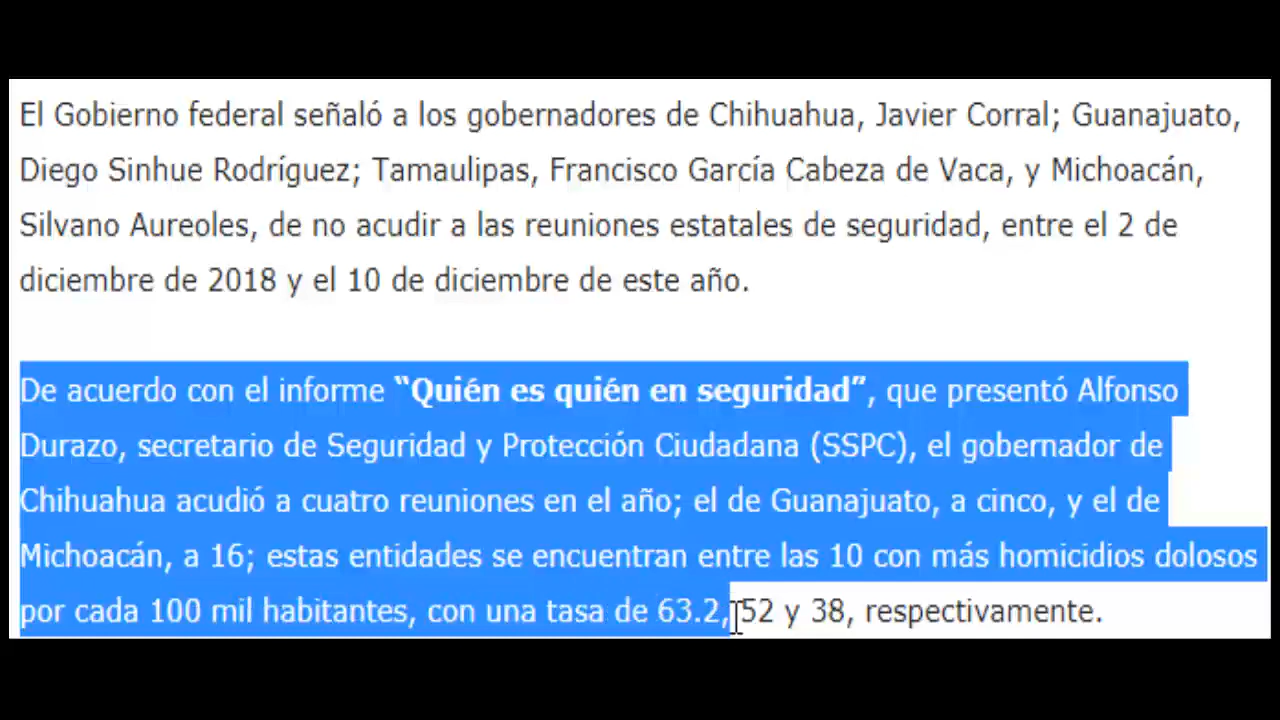 El Gobierno federal señaló a los gobernadores de Chihuahua, Javier Corral; Guanajuato,
Diego Sinhue Rodríguez; Tamaulipas, Francisco García Cabeza de Vaca, y Michoacán,
Silvano Aureoles, de no acudir a las reuniones estatales de seguridad, entre el 2 de
diciembre de 2018 y el 10 de diciembre de este año.
De acuerdo con el informe “Quién es quién en seguridad”, que presentó Alfonso
Durazo, secretario de Seguridad y Protección Ciudadana (SSPC), el gobernador de
Chihuahua acudió a cuatro reuniones en el año; el de Guanajuato, a cinco, y el de
Michoacán, a 16; estas entidades se encuentran entre las 10 con más homicidios dolosos
por cada 100 mil habitantes, con una tasa de 63.2, 52 y 38, respectivamente.